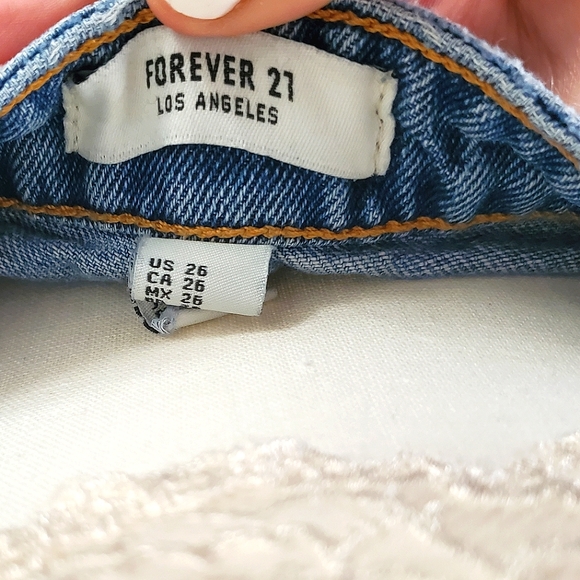 FOREVER 21
LOS ANGELES
US 26
CA 26
MX 26